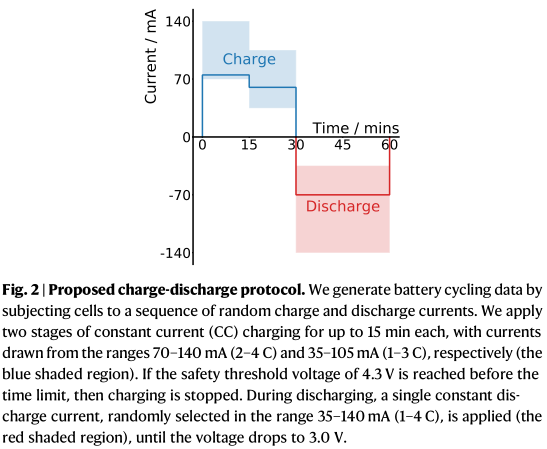 140
Current / mA
Charge
70
Time / mins
0
0 15 30 45 60
-70
Discharge
-140
Fig. 2 | Proposed charge-discharge protocol. We generate battery cycling data by
subjecting cells to a sequence of random charge and discharge currents. We apply
two stages of constant current (CC) charging for up to 15 min each, with currents
drawn from the ranges 70–140 mA (2–4 C) and 35–105 mA (1–3 C), respectively (the
blue shaded region). If the safety threshold voltage of 4.3 V is reached before the
time limit, then charging is stopped. During discharging, a single constant dis-
charge current, randomly selected in the range 35–140 mA (1–4 C), is applied (the
red shaded region), until the voltage drops to 3.0 V.